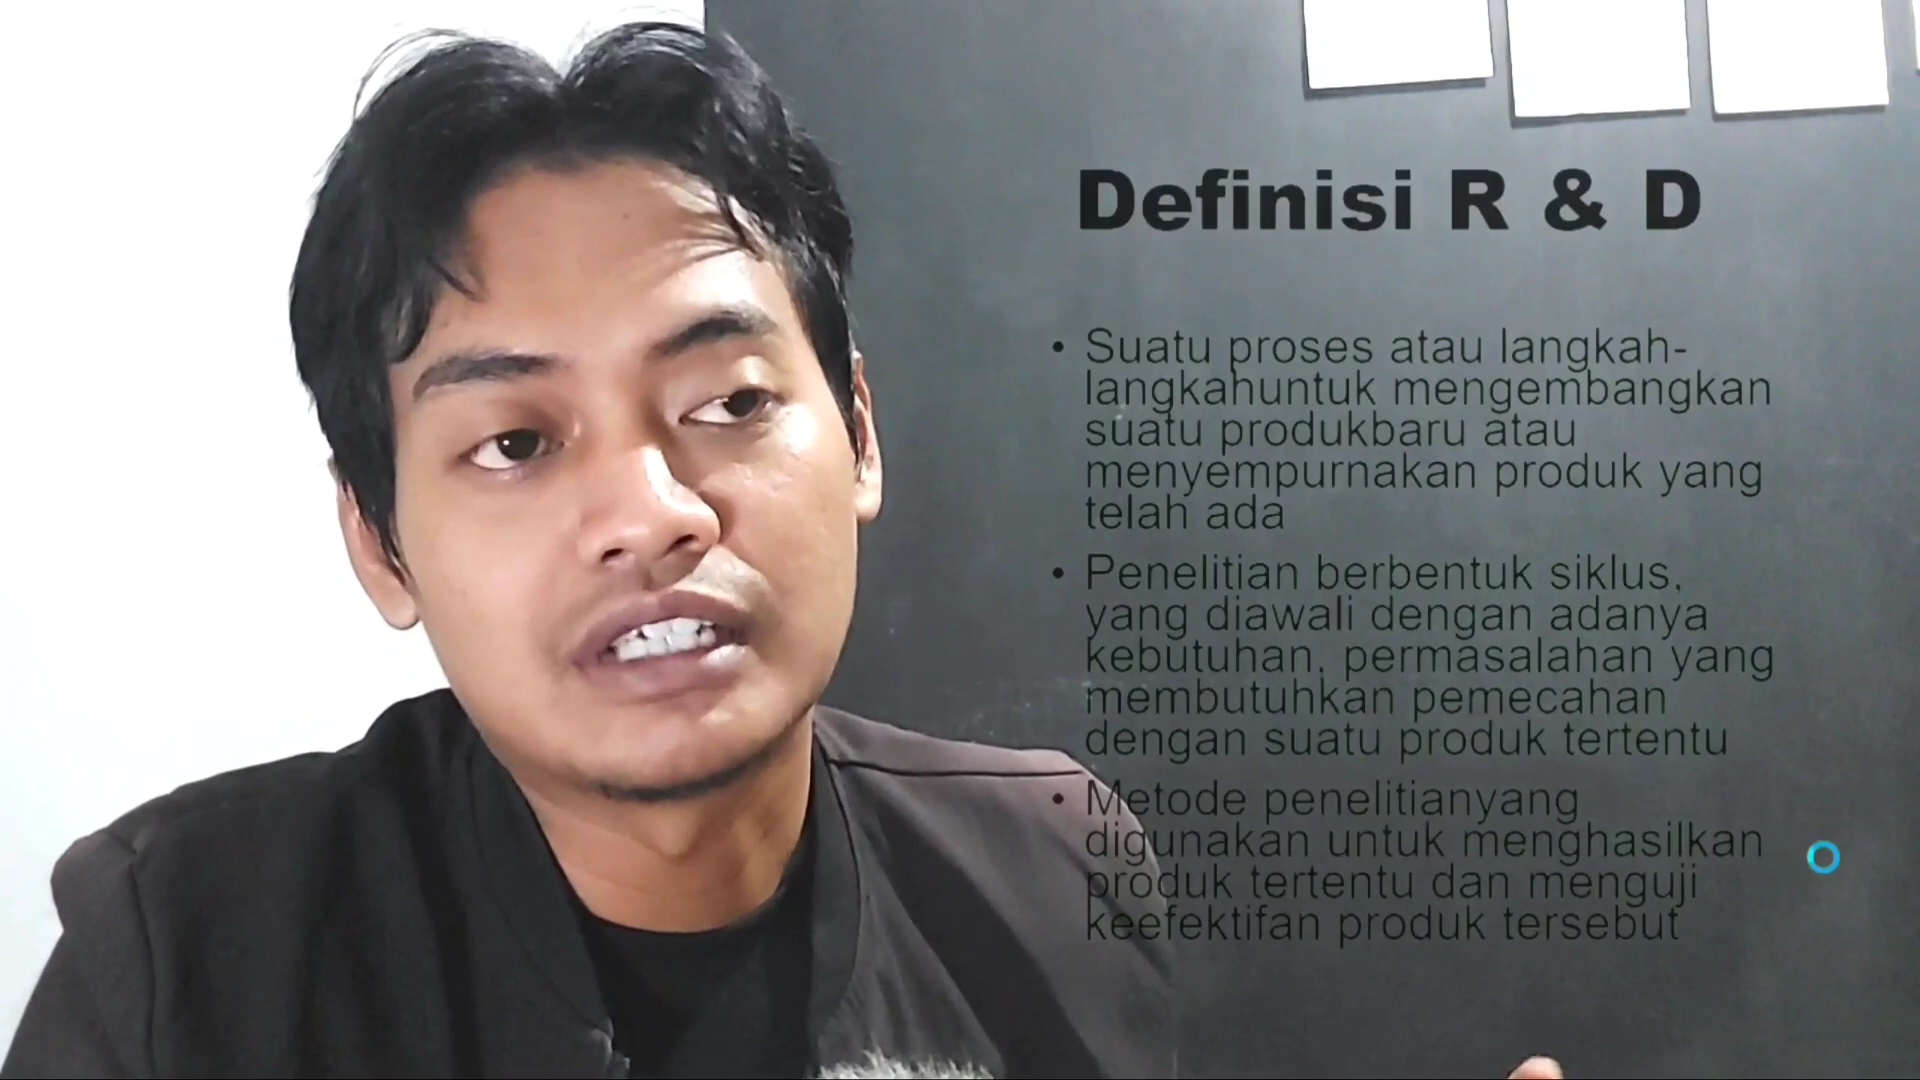 Definisi R & D
• Suatu proses atau langkah-
langkahuntuk mengembangkan
suatu produkbaru atau
menyempurnakan produk yang
telah ada
• Penelitian berbentuk siklus,
yang diawali dengan adanya
kebutuhan, permasalahan yang
membutuhkan pemecahan
dengan suatu produk tertentu
• Metode penelitianyang
digunakan untuk menghasilkan
produk tertentu dan menguji
keefektifan produk tersebut